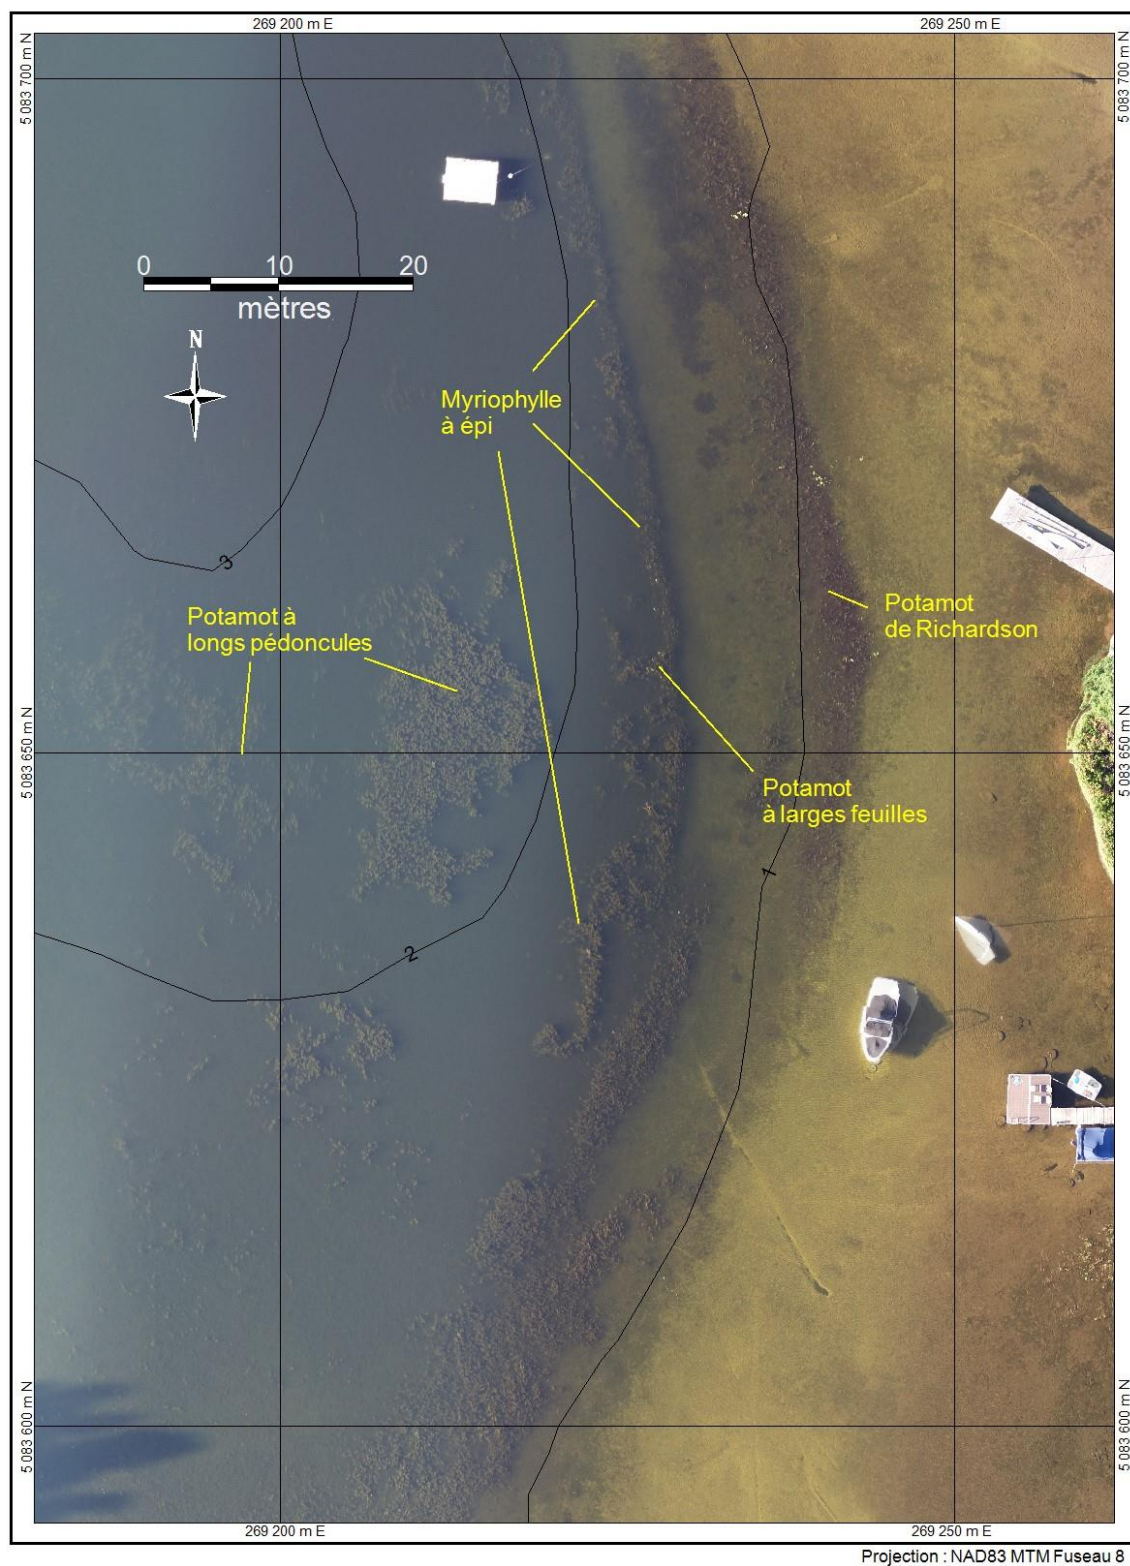 269 200 m E
269 250 m E
5 083 700 m N
5 083 700 m N
0
10
20
mètres
N
Myriophylle
à épi
3
Potamot à
longs pédoncules
Potamot
de Richardson
5 083 650 m N
5 083 650 m N
Potamot
à larges feuilles
1
2
5 083 600 m N
5 083 600 m N
269 200 m E
269 250 m E
Projection : NAD83 MTM Fuseau 8